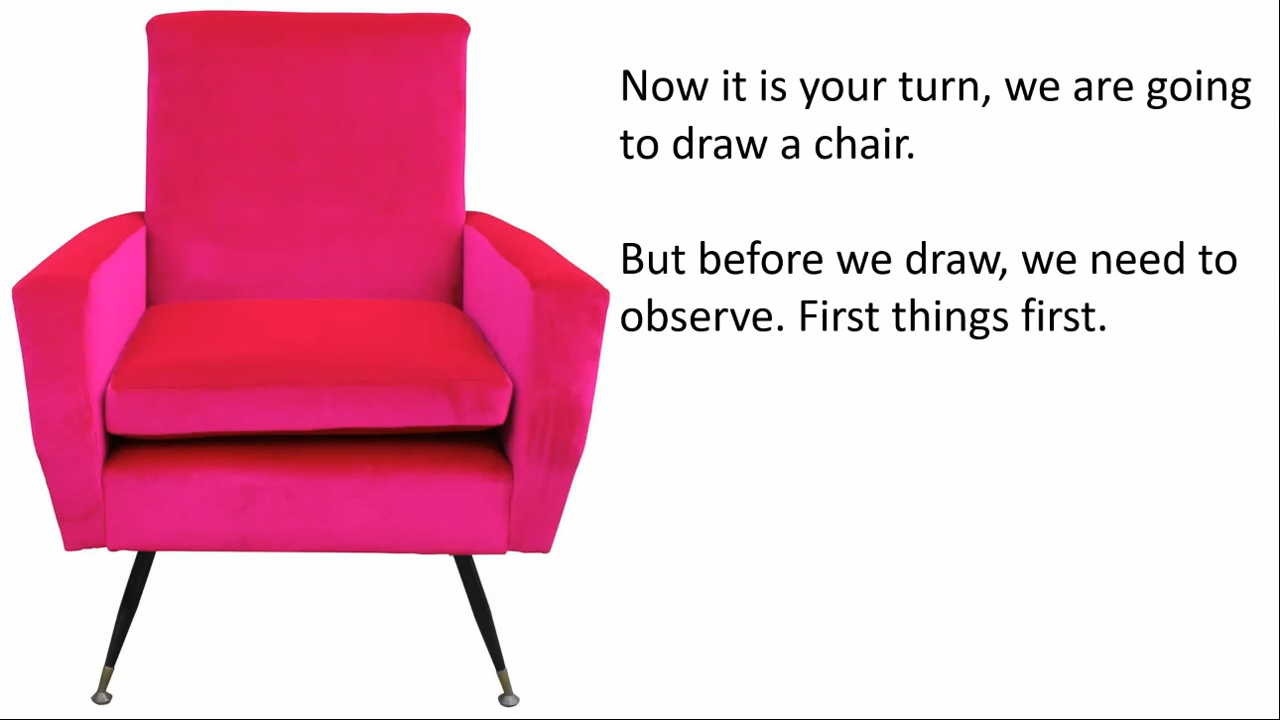 Now it is your turn, we are going
to draw a chair.
But before we draw, we need to
observe. First things first.